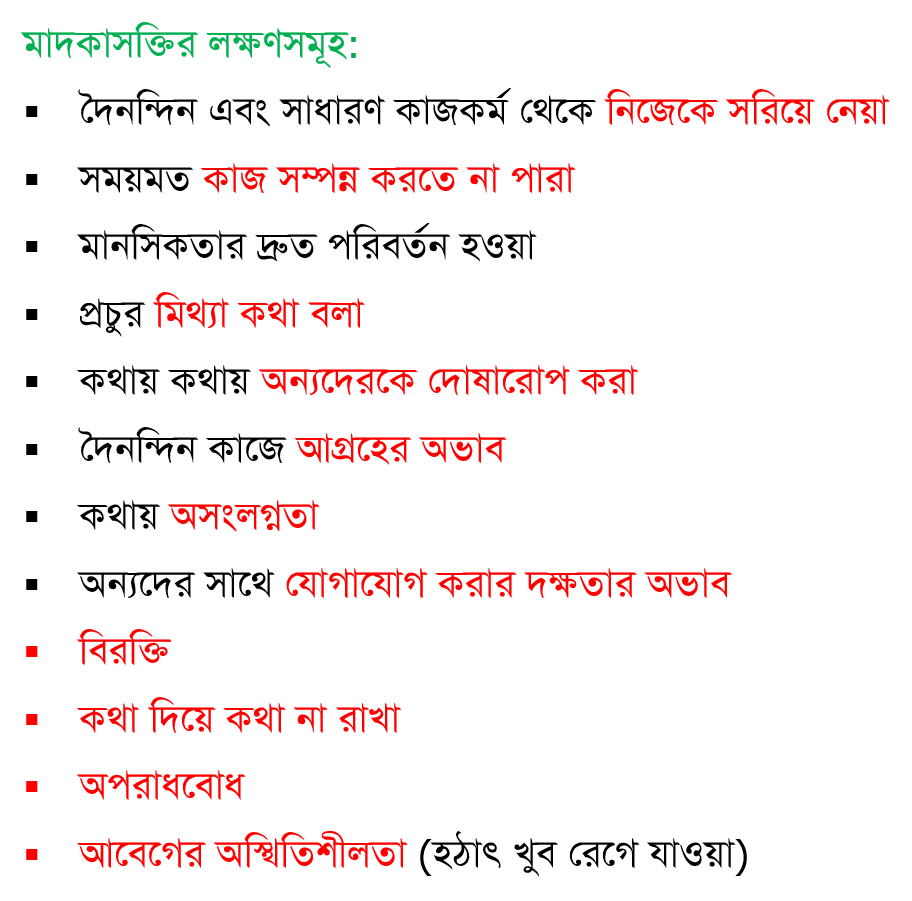 মাদকাসক্তির লক্ষণসমূহ:
▪ দৈনন্দিন এবং সাধারণ কাজকর্ম থেকে নিজেকে সরিয়ে নেয়া
▪ সময়মত কাজ সম্পন্ন করতে না পারা
▪ মানসিকতার দ্রুত পরিবর্তন হওয়া
▪ প্রচুর মিথ্যা কথা বলা
▪ কথায় কথায় অন্যদেরকে দোষারোপ করা
▪ দৈনন্দিন কাজে আগ্রহের অভাব
▪ কথায় অসংলগ্নতা
▪ অন্যদের সাথে যোগাযোগ করার দক্ষতার অভাব
▪ বিরক্তি
▪ কথা দিয়ে কথা না রাখা
▪ অপরাধবোধ
▪ আবেগের অস্থিতিশীলতা (হঠাৎ খুব রেগে যাওয়া)